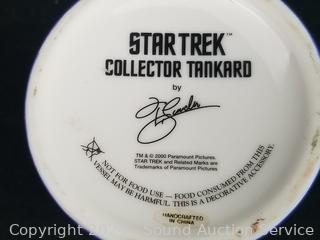 STAR TREK™
COLLECTOR TANKARD
by
TM & © 2000 Paramount Pictures.
STAR TREK and Related Marks are
Trademarks of Paramount Pictures.
NOT FOR FOOD USE — FOOD CONSUMED FROM THIS
VESSEL MAY BE HARMFUL. THIS IS A DECORATIVE ACCESSORY.
HANDCRAFTED
IN CHINA
Sound Auction Service